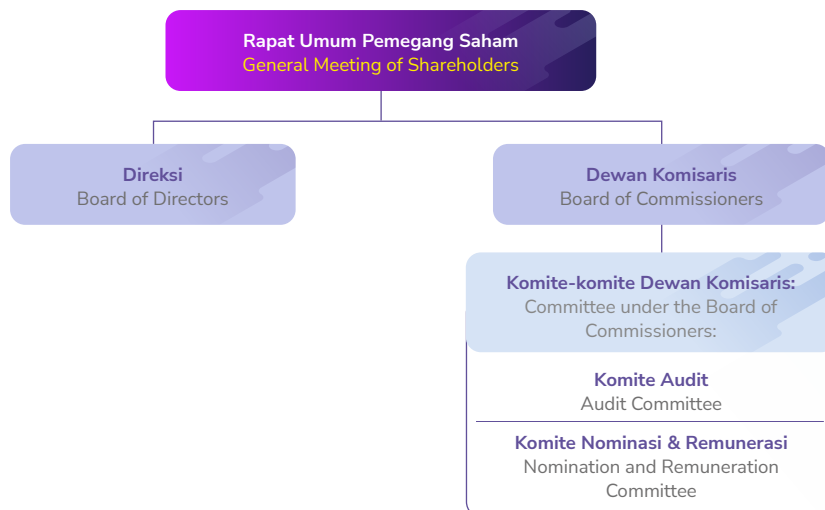 Rapat Umum Pemegang Saham
General Meeting of Shareholders
Direksi
Board of Directors
Dewan Komisaris
Board of Commissioners
Komite-komite Dewan Komisaris:
Committee under the Board of
Commissioners:
Komite Audit
Audit Committee
Komite Nominasi & Remunerasi
Nomination and Remuneration
Committee